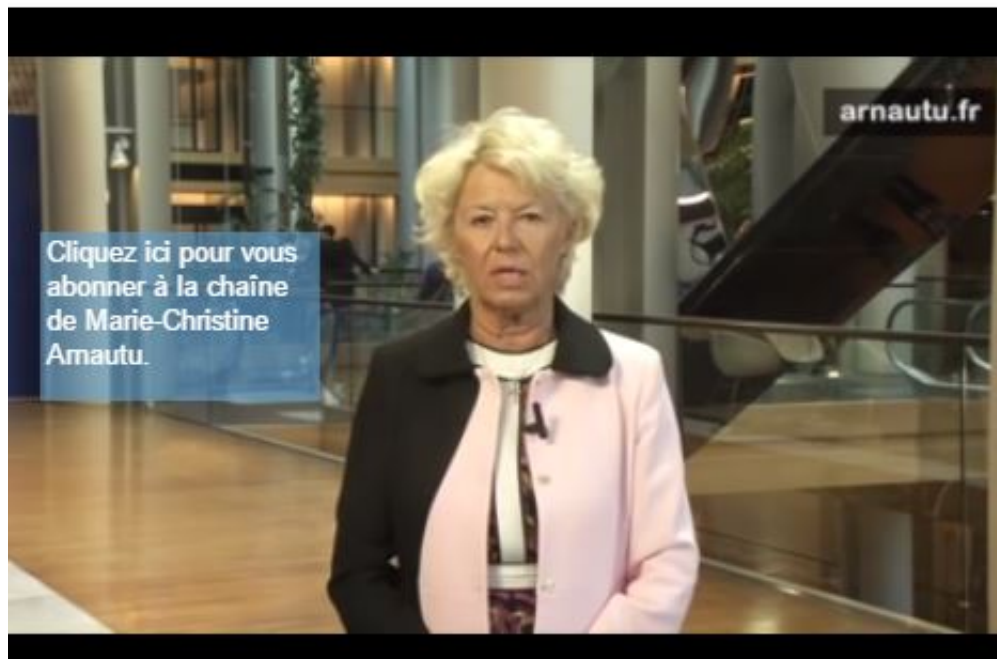 arnautu.fr
Cliquez ici pour vous
abonner à la chaîne
de Marie-Christine
Arnautu.